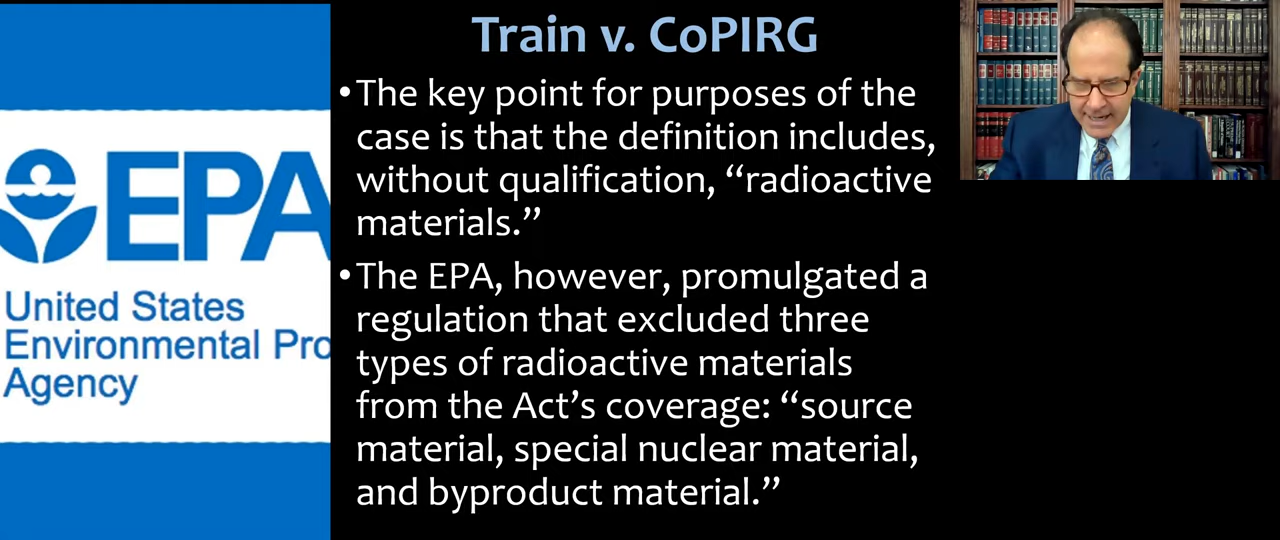 Train v. CoPIRG
• The key point for purposes of the
case is that the definition includes,
without qualification, “radioactive
materials.”
• The EPA, however, promulgated a
regulation that excluded three
types of radioactive materials
from the Act’s coverage: “source
material, special nuclear material,
and byproduct material.”
EPA
United States
Environmental Pro
Agency